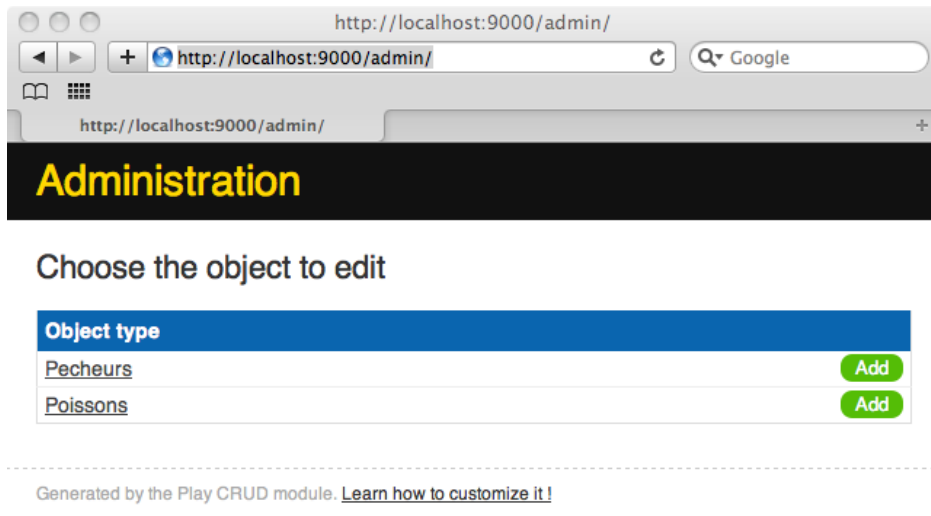 http://localhost:9000/admin/
http://localhost:9000/admin/ Google
http://localhost:9000/admin/
Administration
Choose the object to edit
Object type
Pecheurs Add
Poissons Add
Generated by the Play CRUD module. Learn how to customize it !